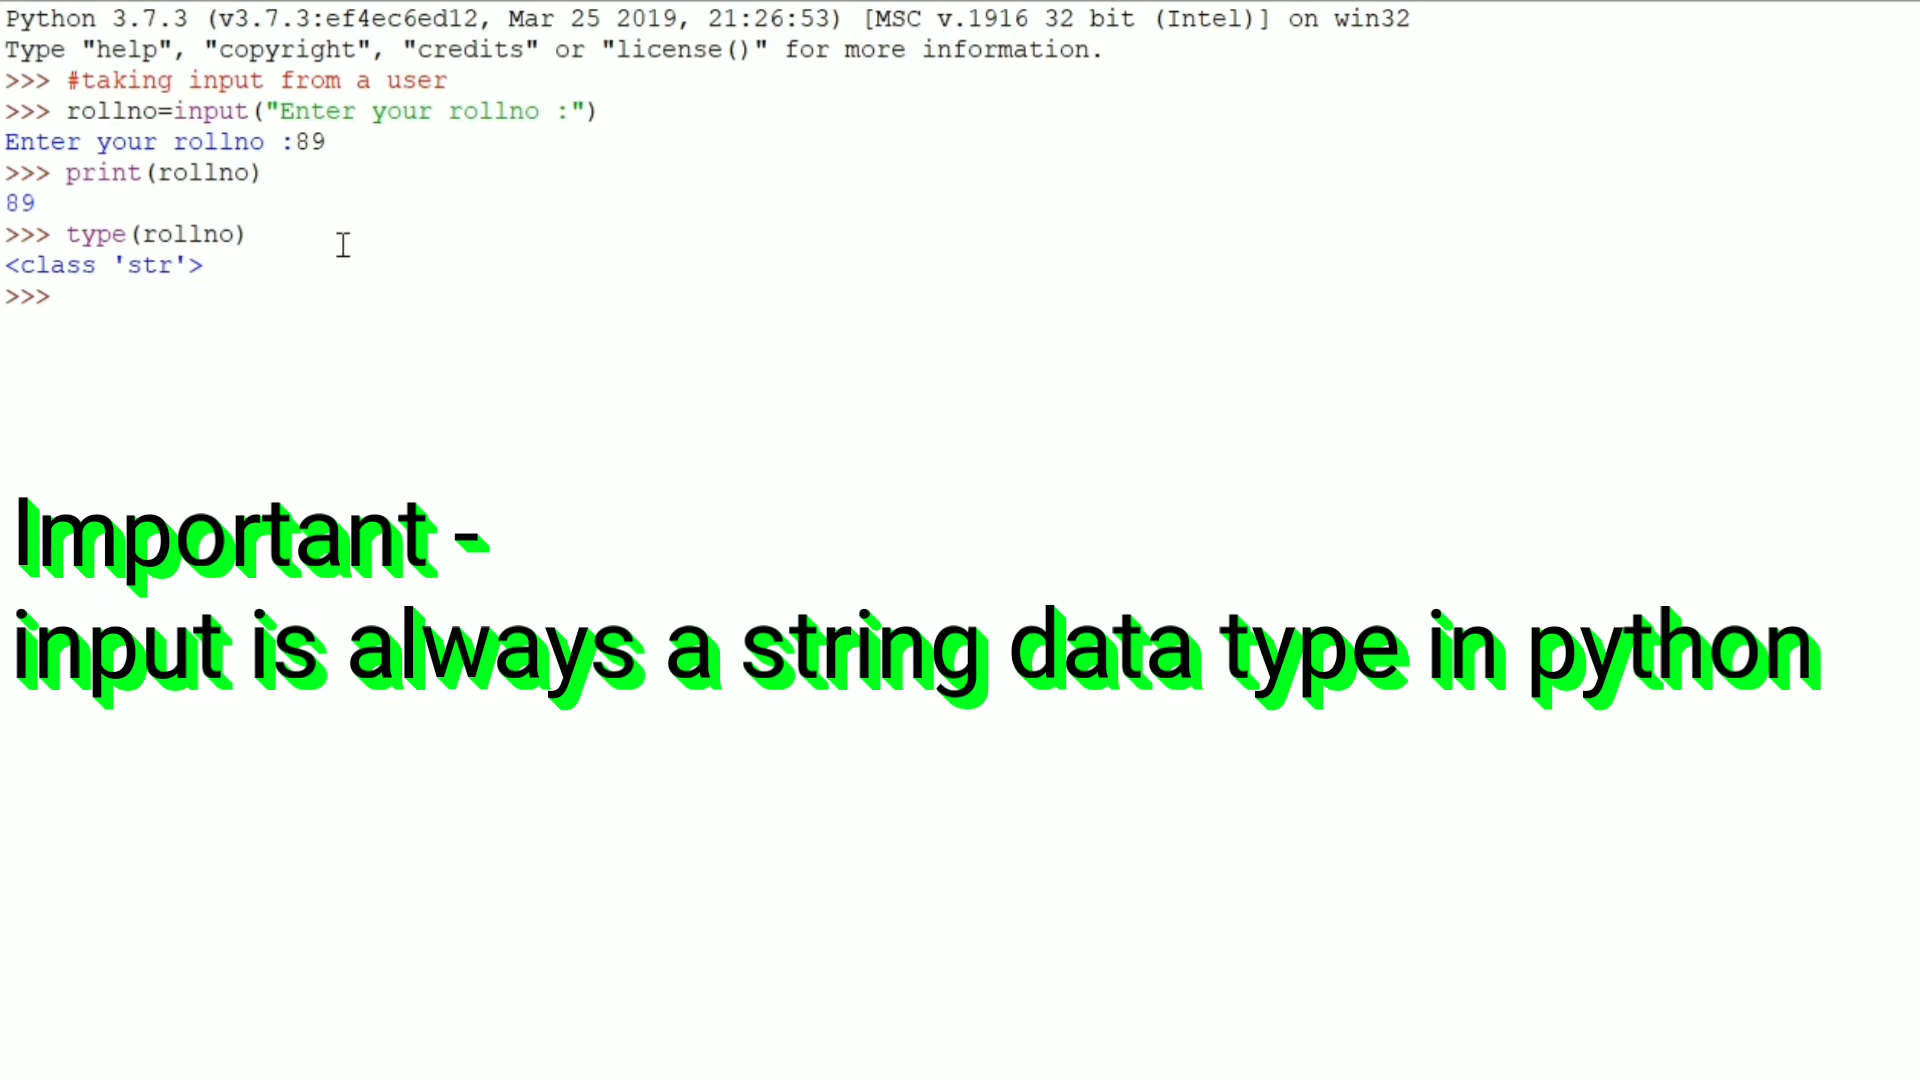 Python 3.7.3 (v3.7.3:ef4ec6ed12, Mar 25 2019, 21:26:53) [MSC v.1916 32 bit (Intel)] on win32
Type "help", "copyright", "credits" or "license()" for more information.
>>> #taking input from a user
>>> rollno=input("Enter your rollno :")
Enter your rollno :89
>>> print(rollno)
89
>>> type(rollno)
<class 'str'>
>>>
Important -
input is always a string data type in python